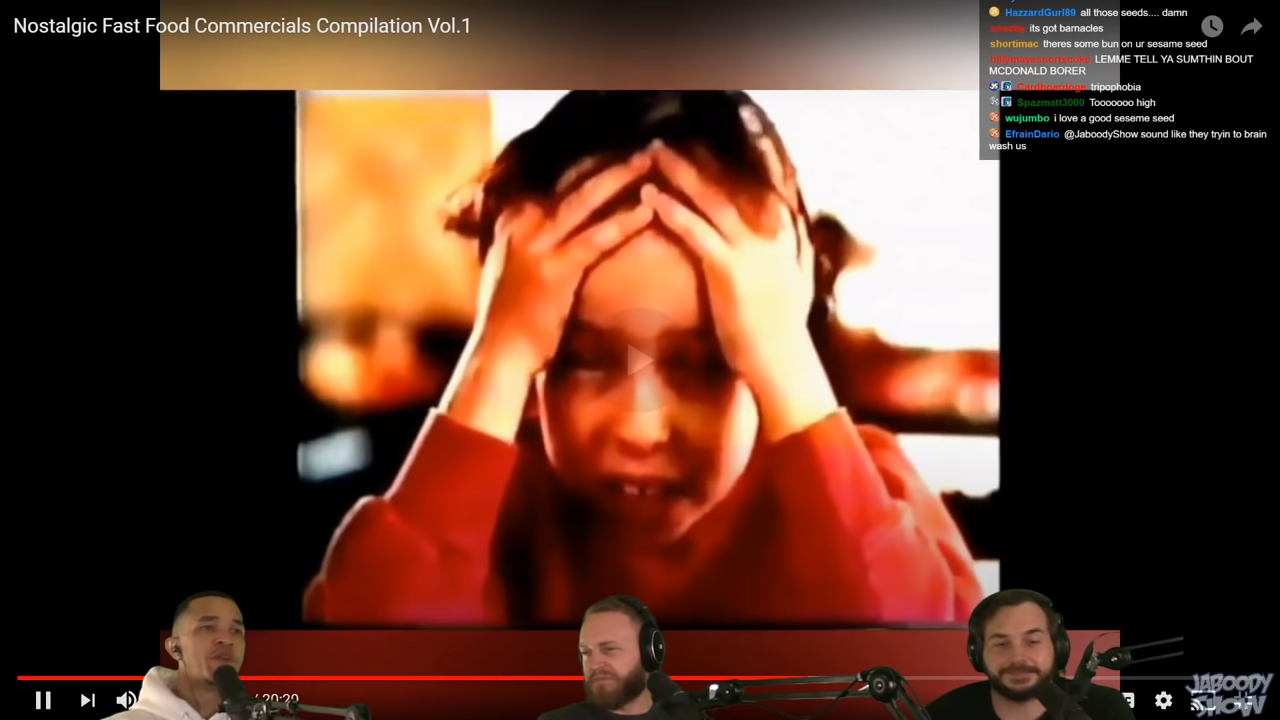 Nostalgic Fast Food Commercials Compilation Vol.1
HazzardGurl89 all those seeds.... damn
its got barnacles
shortimac theres some bun on ur sesame seed
LEMME TELL YA SUMTHIN BOUT
MCDONALD BORER
tripophobia
Spazmatt3000 Tooooooo high
wujumbo i love a good seseme seed
EfrainDario @JaboodyShow sound like they tryin to brain
wash us
/ 20:20
JABOODY
SHOW